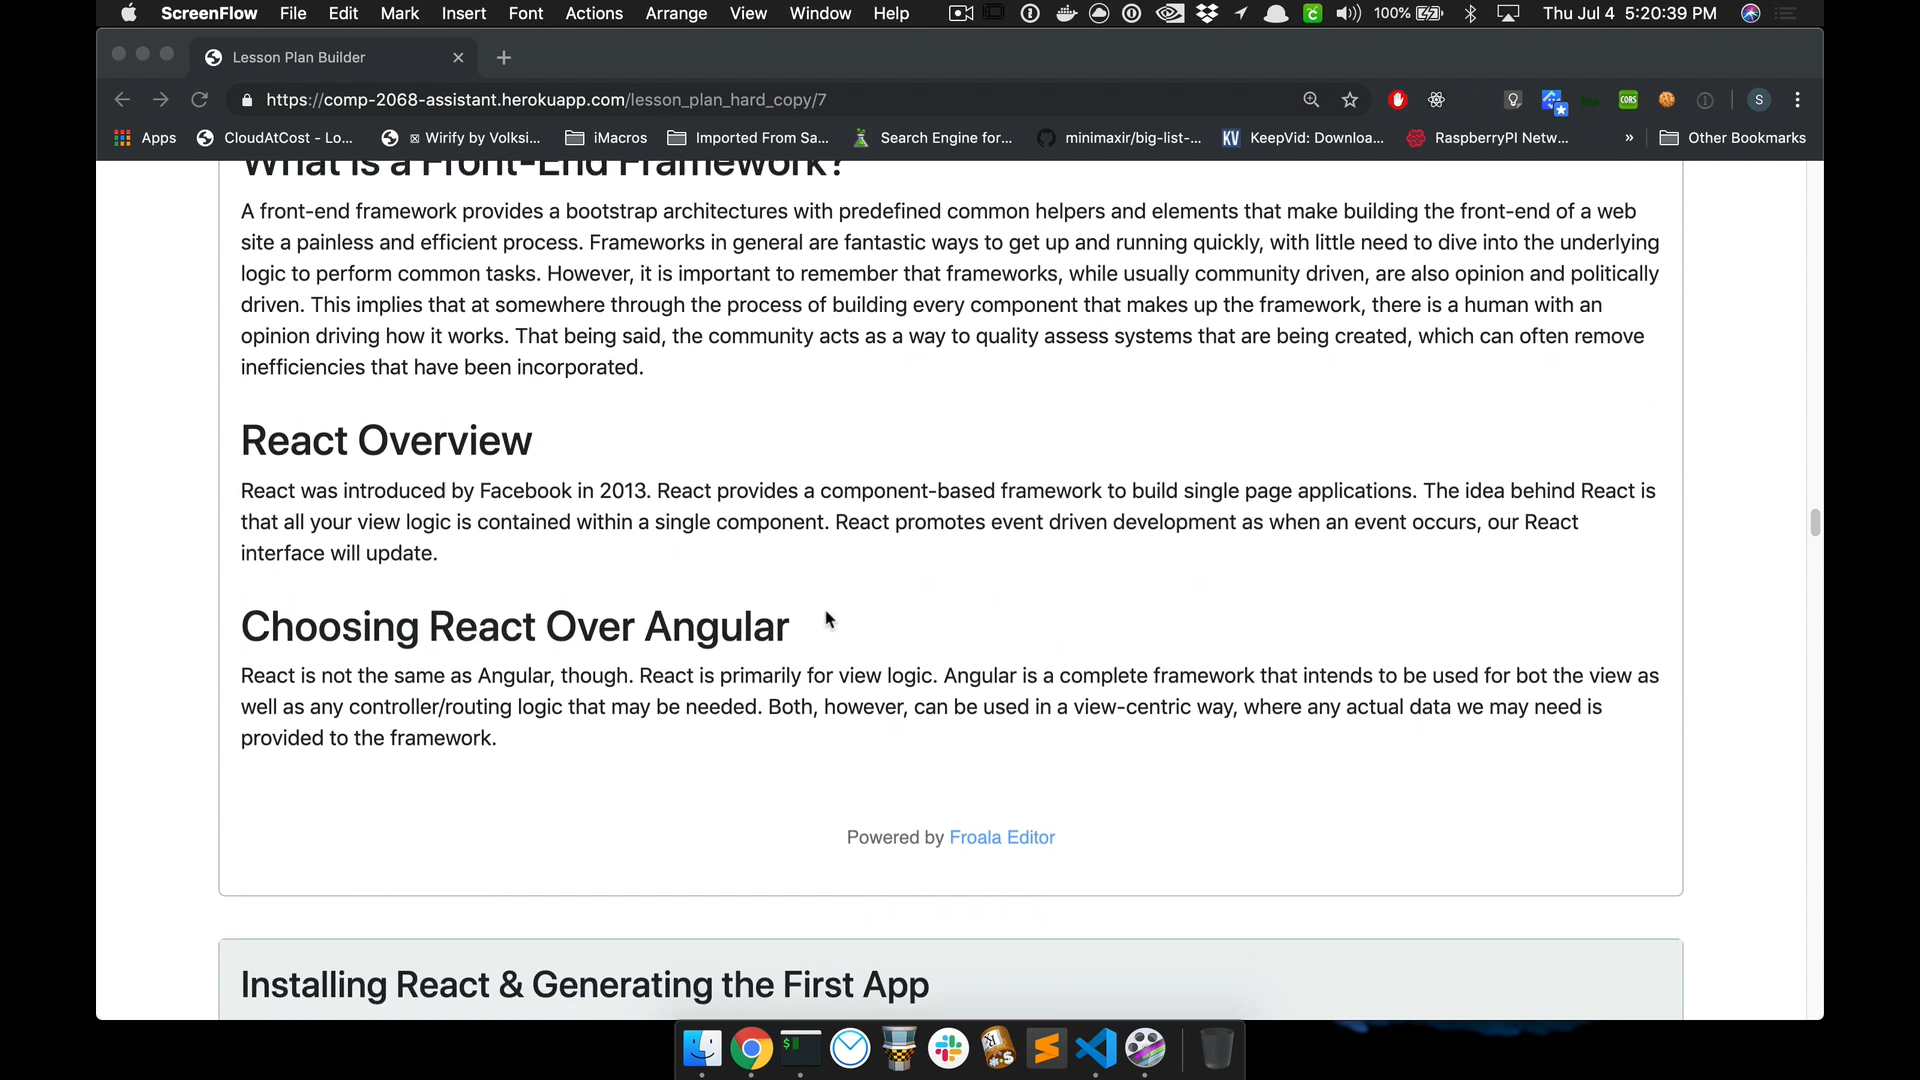 ScreenFlow File Edit Mark Insert Font Actions Arrange View Window Help 100% Thu Jul 4 5:20:39 PM
Lesson Plan Builder
https://comp-2068-assistant.herokuapp.com/lesson_plan_hard_copy/7
CORS
S
Apps CloudAtCost - Lo... Wirify by Volksi... iMacros Imported From Sa... Search Engine for... minimaxir/big-list-... KV KeepVid: Downloa... RaspberryPI Netw... » Other Bookmarks
What is a Front-End Framework?
A front-end framework provides a bootstrap architectures with predefined common helpers and elements that make building the front-end of a web
site a painless and efficient process. Frameworks in general are fantastic ways to get up and running quickly, with little need to dive into the underlying
logic to perform common tasks. However, it is important to remember that frameworks, while usually community driven, are also opinion and politically
driven. This implies that at somewhere through the process of building every component that makes up the framework, there is a human with an
opinion driving how it works. That being said, the community acts as a way to quality assess systems that are being created, which can often remove
inefficiencies that have been incorporated.
React Overview
React was introduced by Facebook in 2013. React provides a component-based framework to build single page applications. The idea behind React is
that all your view logic is contained within a single component. React promotes event driven development as when an event occurs, our React
interface will update.
Choosing React Over Angular
React is not the same as Angular, though. React is primarily for view logic. Angular is a complete framework that intends to be used for bot the view as
well as any controller/routing logic that may be needed. Both, however, can be used in a view-centric way, where any actual data we may need is
provided to the framework.
Powered by Froala Editor
Installing React & Generating the First App